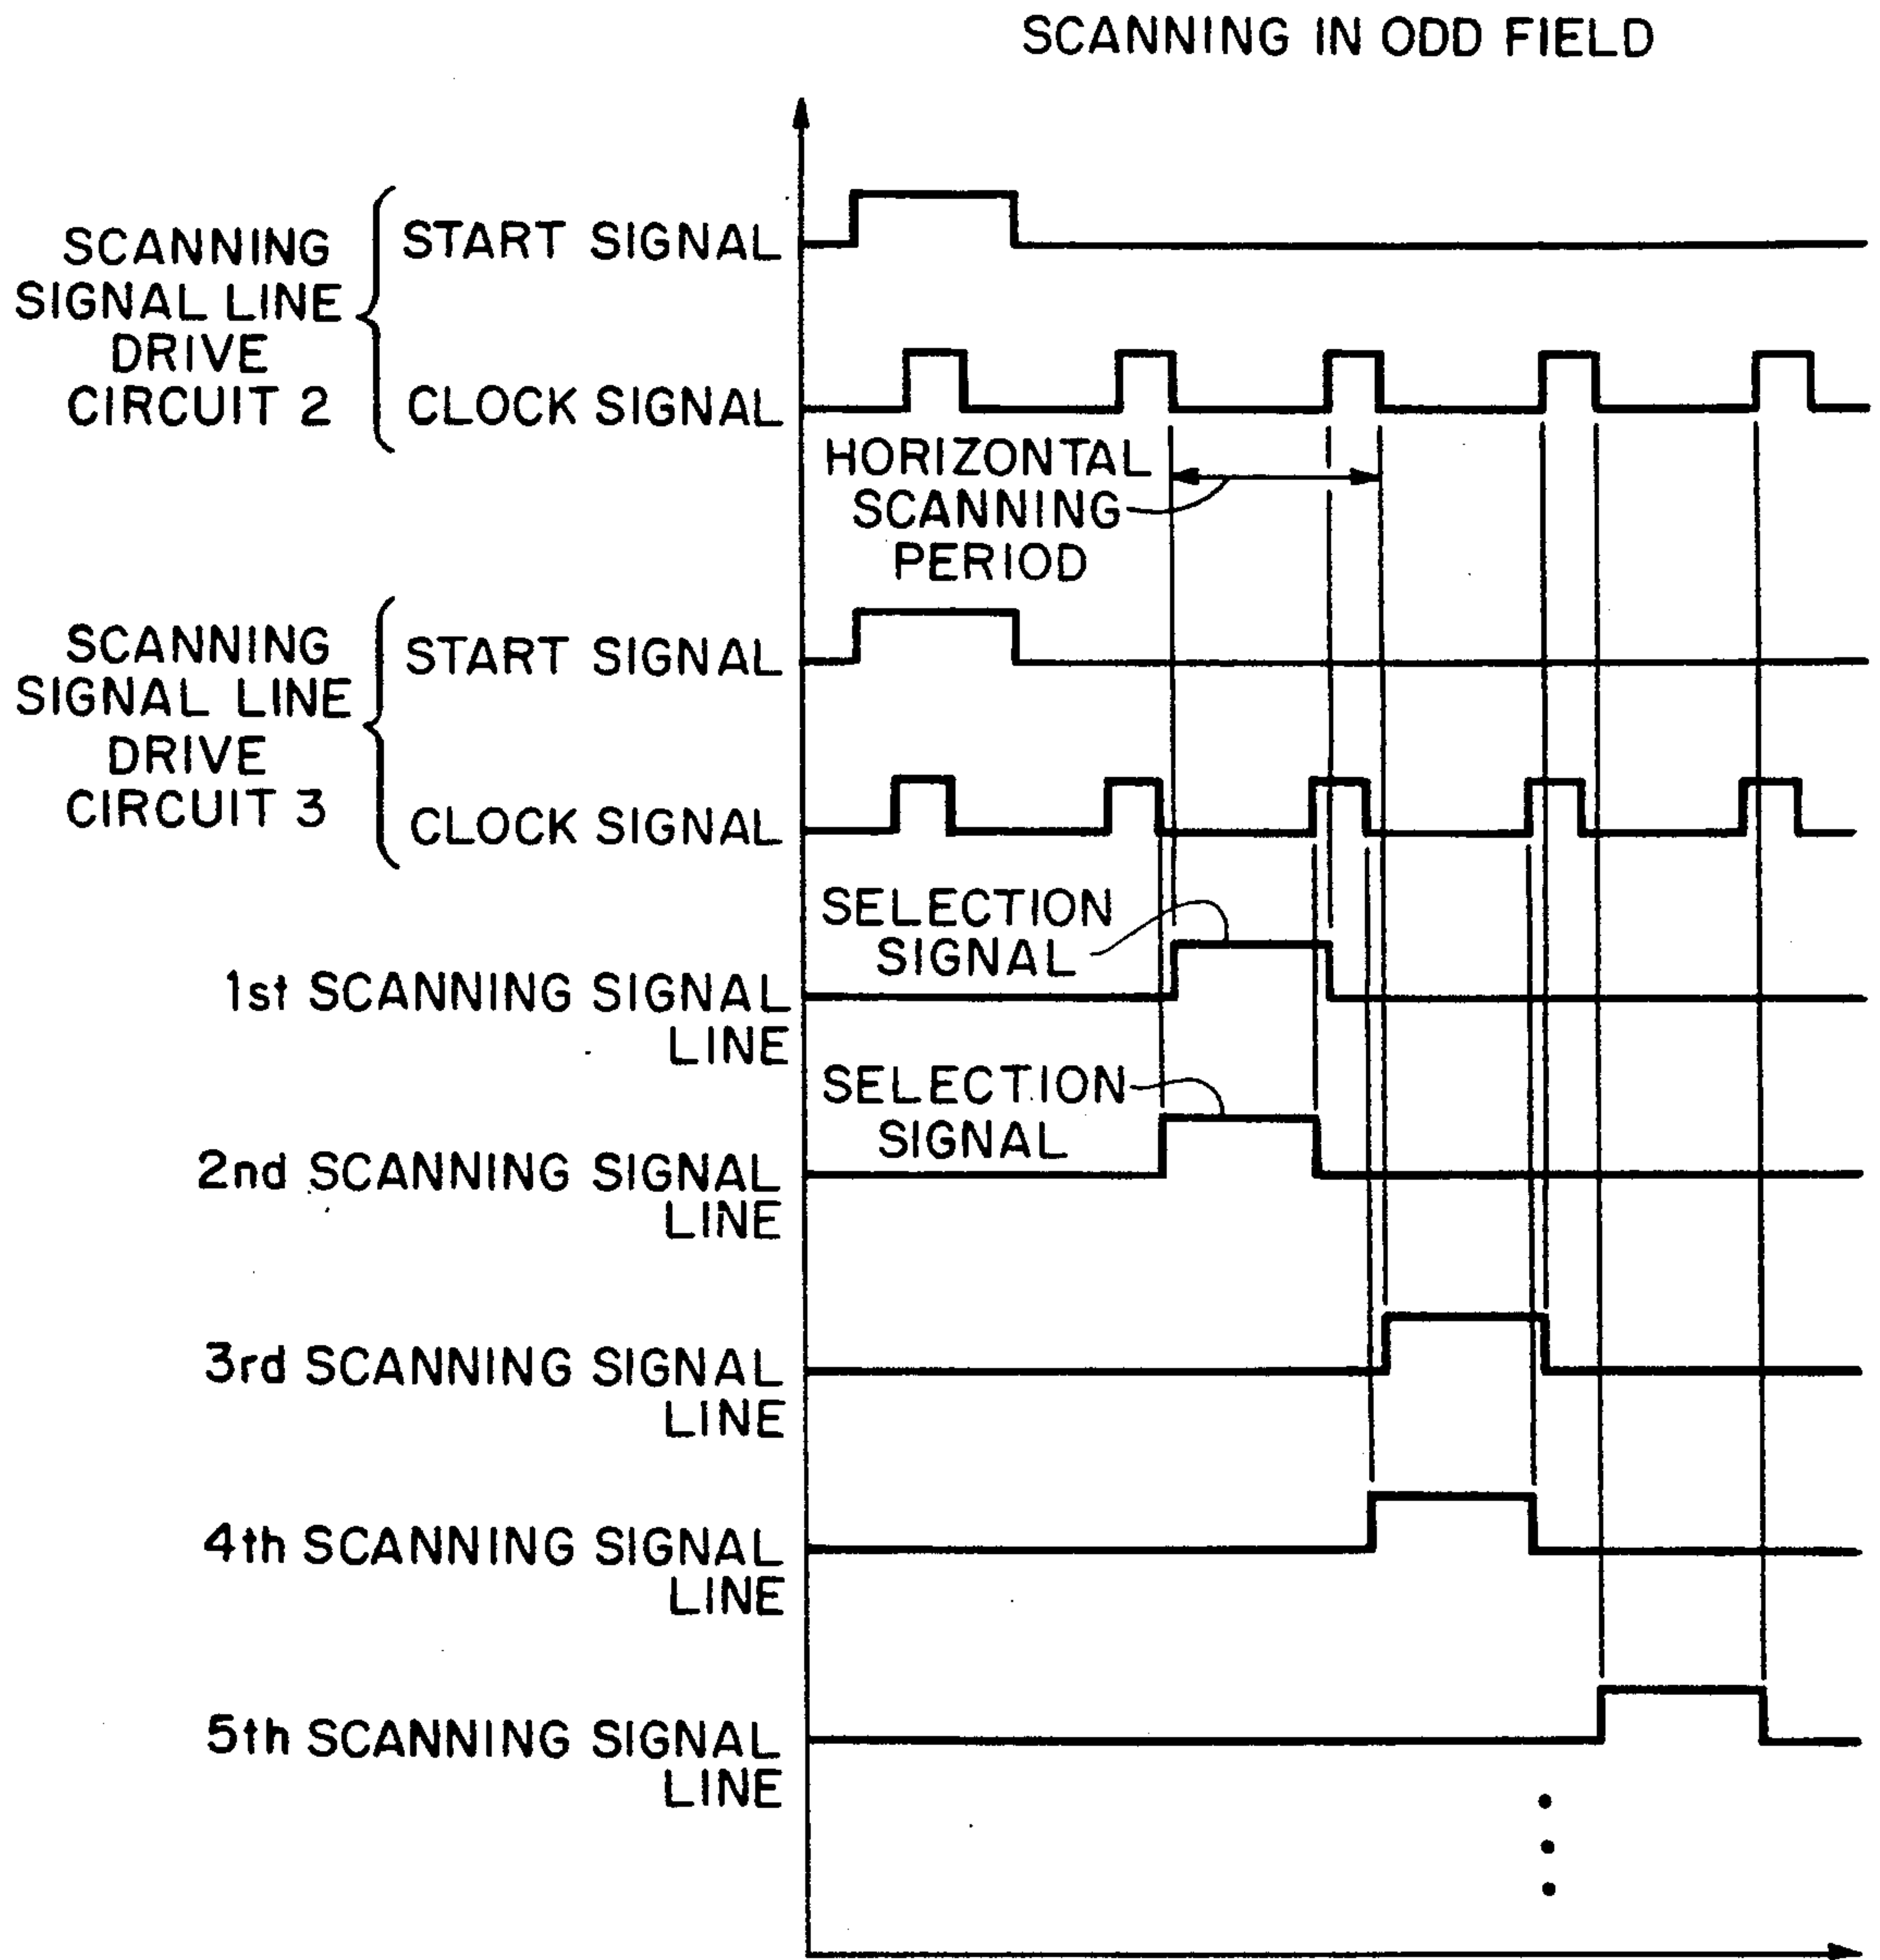 SCANNING IN ODD FIELD
SCANNING
SIGNAL LINE
DRIVE
CIRCUIT 2
START SIGNAL
CLOCK SIGNAL
HORIZONTAL
SCANNING
PERIOD
SCANNING
SIGNAL LINE
DRIVE
CIRCUIT 3
START SIGNAL
CLOCK SIGNAL
SELECTION
SIGNAL
1st SCANNING SIGNAL
LINE
SELECTION
SIGNAL
2nd SCANNING SIGNAL
LINE
3rd SCANNING SIGNAL
LINE
4th SCANNING SIGNAL
LINE
5th SCANNING SIGNAL
LINE